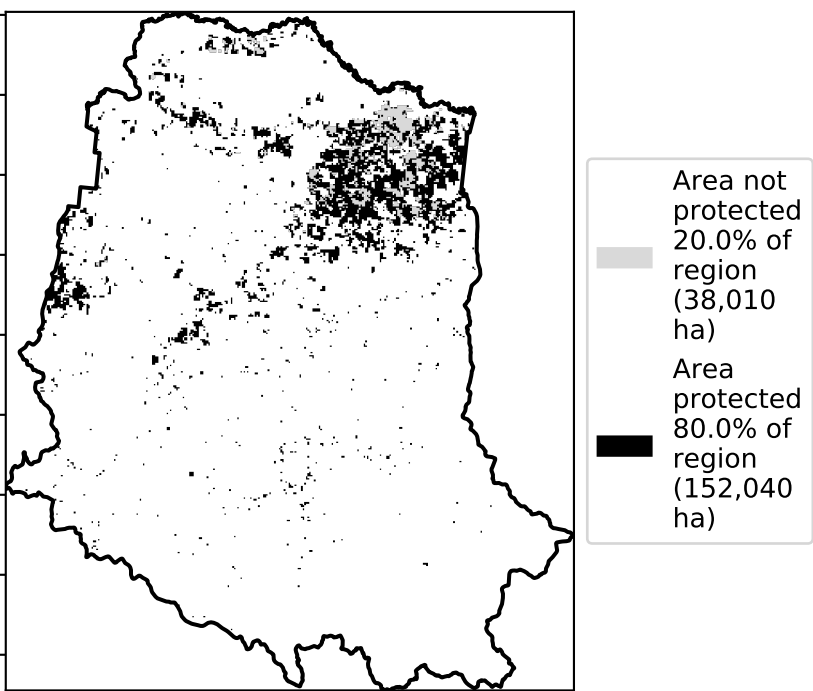 Area not
protected
20.0% of
region
(38,010
ha)
Area
protected
80.0% of
region
(152,040
ha)